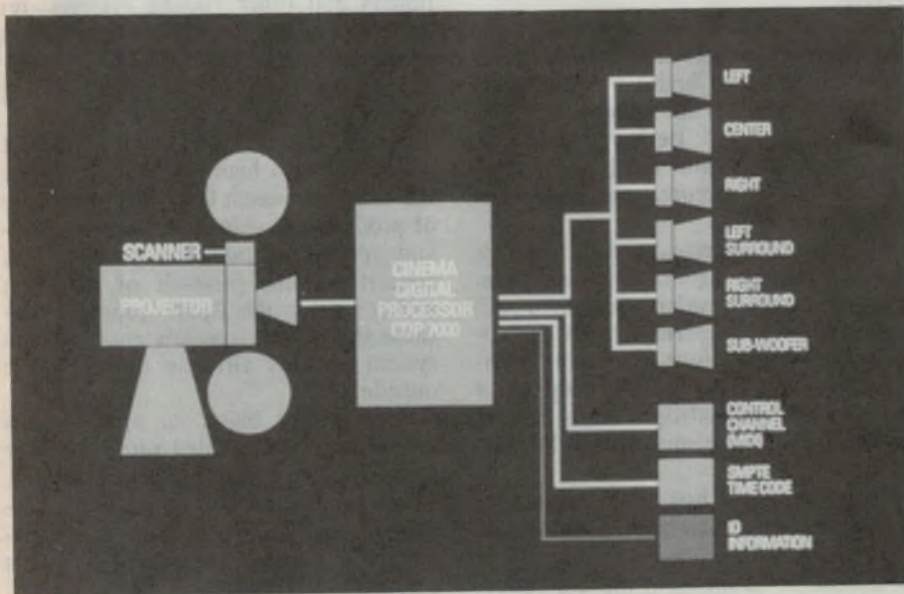 SCANNER
PROJECTOR
CINEMA
DIGITAL
PROCESSOR
CDP 7000
LEFT
CENTER
RIGHT
LEFT
SURROUND
RIGHT
SURROUND
SUB-WOOFER
CONTROL
CHANNEL
(MIDI)
SMPTE
TIME CODE
ID
INFORMATION